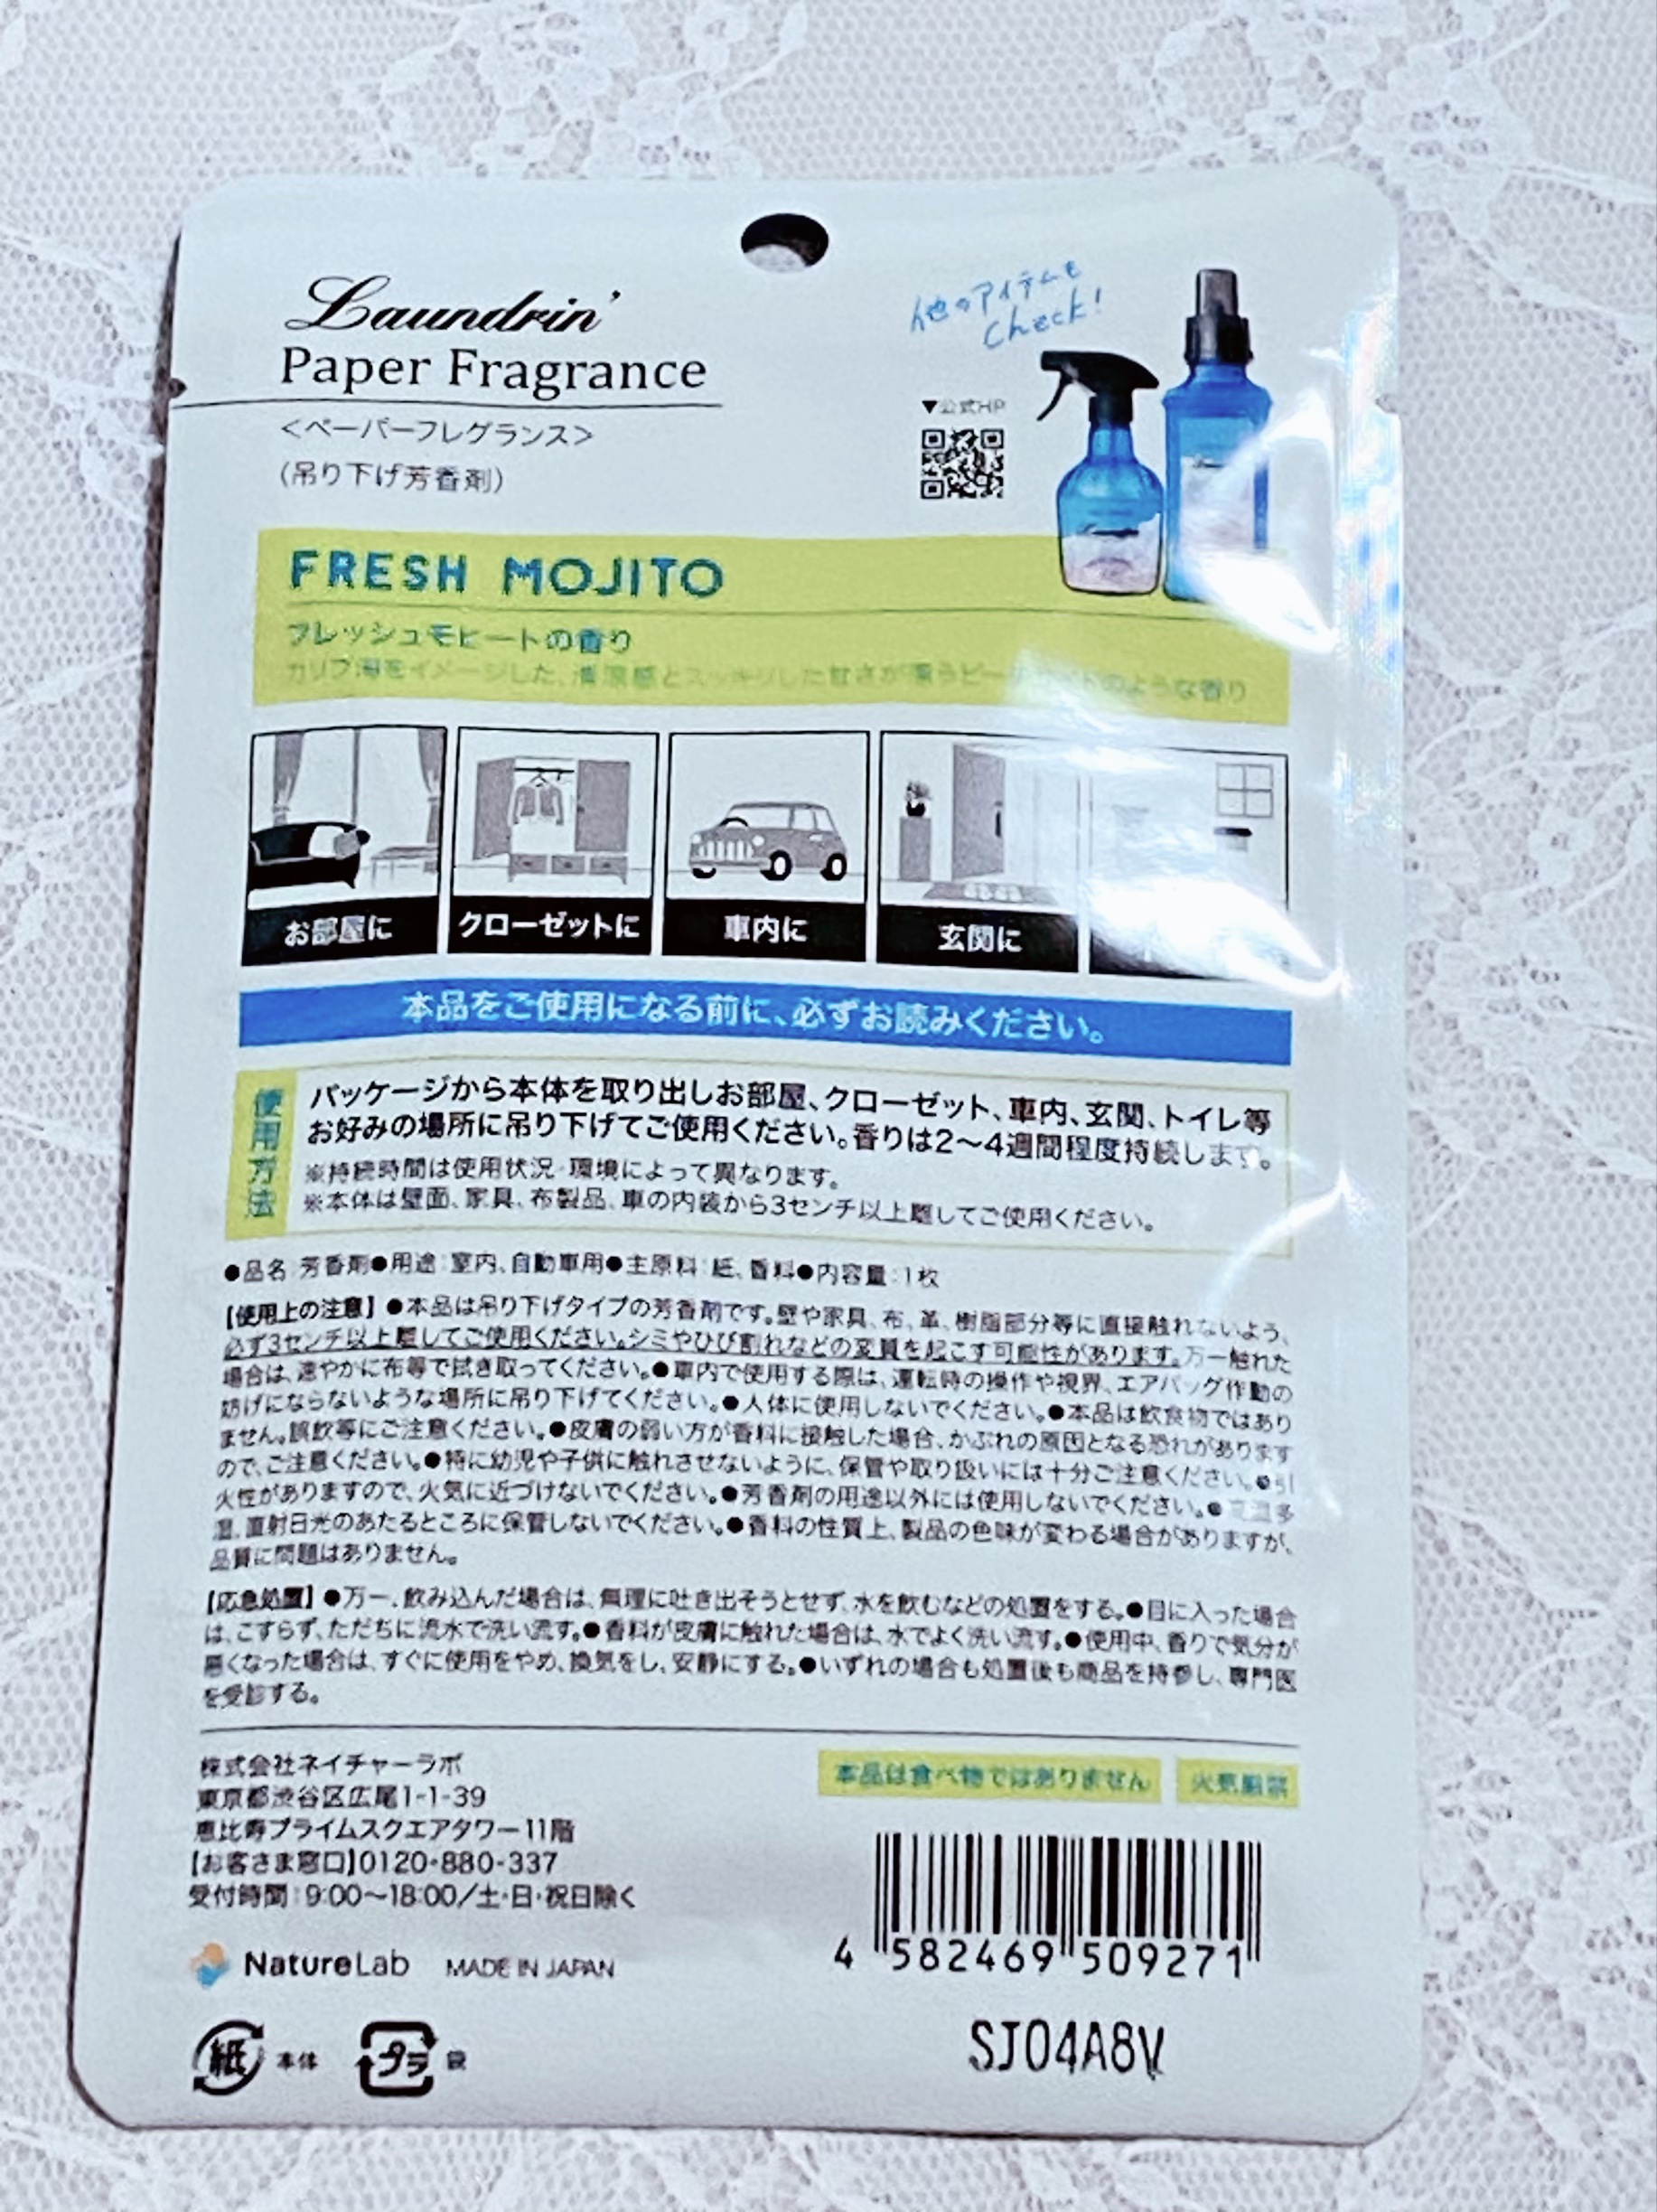 Laundrin'
Paper Fragrance
<ペーパーフレグランス>
(吊り下げ芳香剤)
他のアイテムも
Check!
▼公式HP
FRESH MOJITO
フレッシュモヒートの香り
カリブ海をイメージした、清涼感とスッキリした甘さが漂うビー のような香り
お部屋に
クローゼットに
車内に
玄関に
本品をご使用になる前に、必ずお読みください。
使用方法
パッケージから本体を取り出しお部屋、クローゼット、車内、玄関、トイレ等
お好みの場所に吊り下げてご使用ください。香りは2〜4週間程度持続します。
※持続時間は使用状況・環境によって異なります。
※本体は壁面、家具、布製品、車の内装から3センチ以上離してご使用ください。
●品名:芳香剤●用途:室内、自動車用●主原料:紙、香料●内容量:1枚
【使用上の注意】●本品は吊り下げタイプの芳香剤です。壁や家具、布、革、樹脂部分等に直接触れないよう、
必ず3センチ以上離してご使用ください。シミやひび割れなどの変質を起こす可能性があります。万一触れた
場合は、速やかに布等で拭き取ってください。●車内で使用する際は、運転時の操作や視界、エアバッグ作動の
妨げにならないような場所に吊り下げてください。●人体に使用しないでください。●本品は飲食物ではあり
ません。誤飲等にご注意ください。●皮膚の弱い方が香料に接触した場合、かぶれの原因となる恐れがあります
ので、ご注意ください。●特に幼児や子供に触れさせないように、保管や取り扱いには十分ご注意ください。●引
火性がありますので、火気に近づけないでください。●芳香剤の用途以外には使用しないでください。●高温多
湿、直射日光のあたるところに保管しないでください。●香料の性質上、製品の色味が変わる場合がありますが、
品質に問題はありません。
【応急処置】●万一、飲み込んだ場合は、無理に吐き出そうとせず、水を飲むなどの処置をする。●目に入った場合
は、こすらず、ただちに流水で洗い流す。●香料が皮膚に触れた場合は、水でよく洗い流す。●使用中、香りで気分が
悪くなった場合は、すぐに使用をやめ、換気をし、安静にする。●いずれの場合も処置後も商品を持参し、専門医
を受診する。
株式会社ネイチャーラボ
東京都渋谷区広尾1-1-39
恵比寿プライムスクエアタワー11階
【お客さま窓口】0120-880-337
受付時間:9:00〜18:00/土・日・祝日除く
NatureLab MADE IN JAPAN
紙 本体 プラ 袋
本品は食べ物ではありません 火気厳禁
4 582469 509271
SJ04A8V